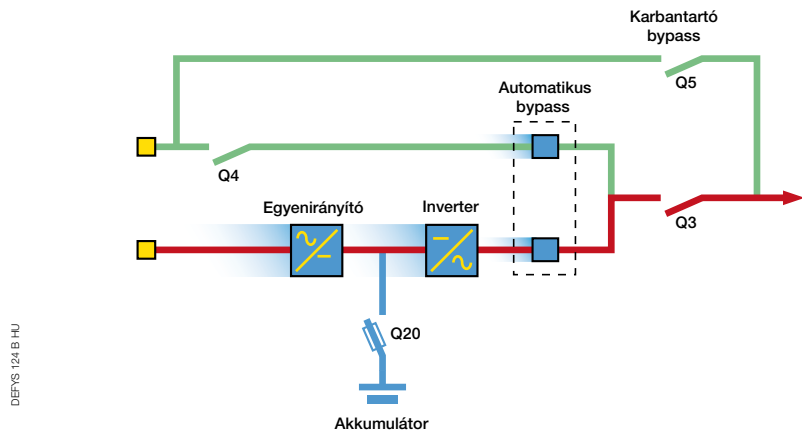 Karbantartó
bypass
Q5
Automatikus
bypass
Q4
Egyenirányító
Inverter
Q3
Q20
Akkumulátor
DEFYS 124 B HU